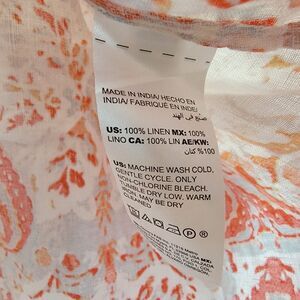 MADE IN INDIA/ HECHO EN
INDIA/ FABRIQUÉ EN INDE/
صنع في الهند
US: 100% LINEN MX: 100%
LINO CA: 100% LIN AE/KW:
100% كتان
US: MACHINE WASH COLD,
GENTLE CYCLE. ONLY
NON-CHLORINE BLEACH.
TUMBLE DRY LOW. WARM
IRON. MAY BE DRY